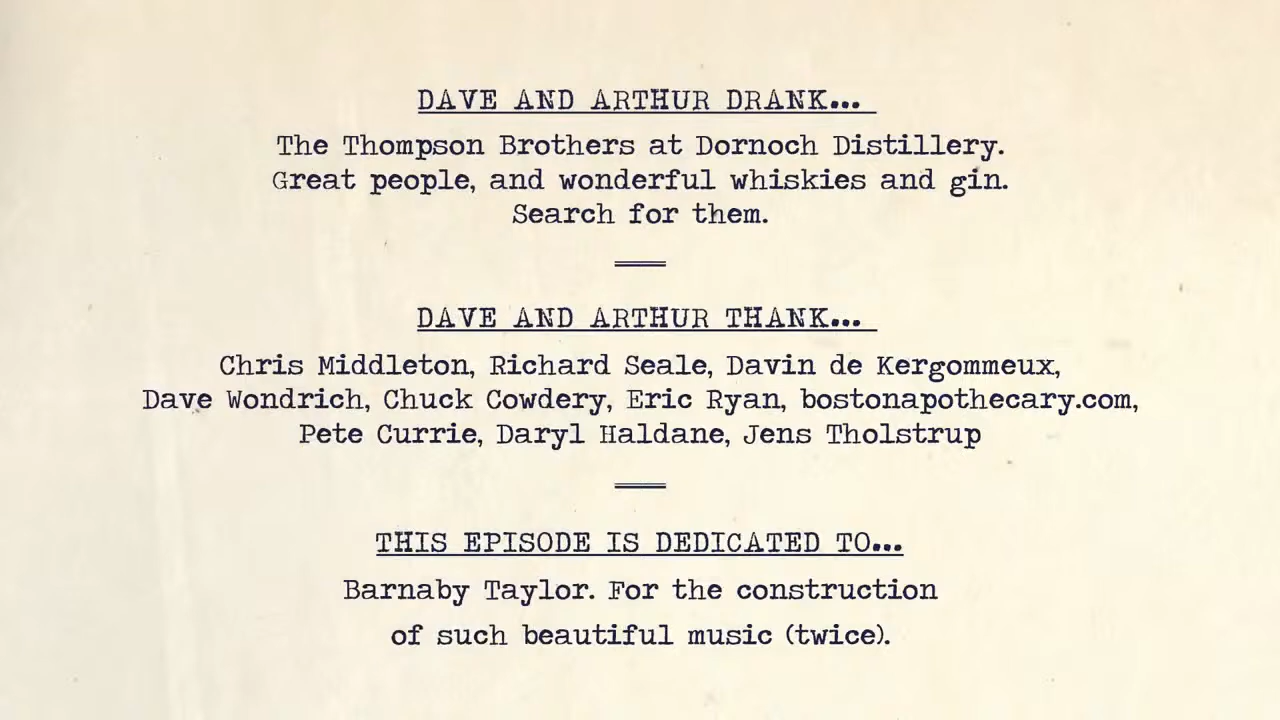 DAVE AND ARTHUR DRANK...
The Thompson Brothers at Dornoch Distillery.
Great people, and wonderful whiskies and gin.
Search for them.
DAVE AND ARTHUR THANK...
Chris Middleton, Richard Seale, Davin de Kergommeux,
Dave Wondrich, Chuck Cowdery, Eric Ryan, bostonapothecary.com,
Pete Currie, Daryl Haldane, Jens Tholstrup
THIS EPISODE IS DEDICATED TO...
Barnaby Taylor. For the construction
of such beautiful music (twice).